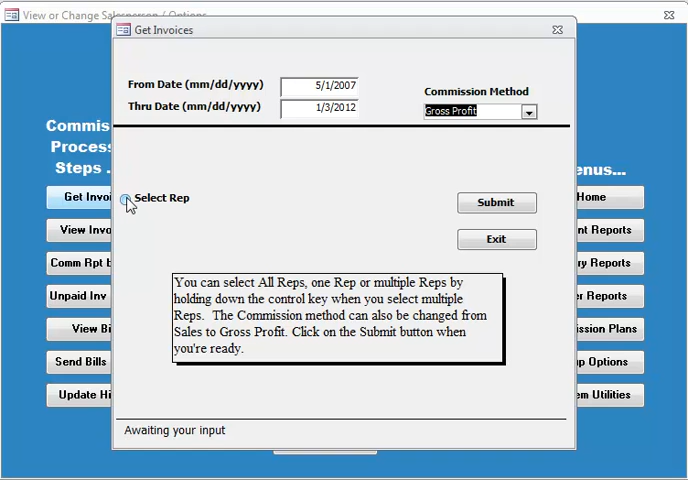 View or Change Salesperson / Options
Get Invoices
From Date (mm/dd/yyyy) 5/1/2007
Thru Date (mm/dd/yyyy) 1/3/2012
Commission Method
Gross Profit
Commis
Process
Steps ..
enus...
Get Invoi
Select Rep
Submit
Home
View Invo
Exit
nt Reports
Comm Rpt b
ry Reports
Unpaid Inv
er Reports
View Bi
ission Plans
Send Bills
p Options
Update Hi
em Utilities
You can select All Reps, one Rep or multiple Reps by
holding down the control key when you select multiple
Reps. The Commission method can also be changed from
Sales to Gross Profit. Click on the Submit button when
you're ready.
Awaiting your input